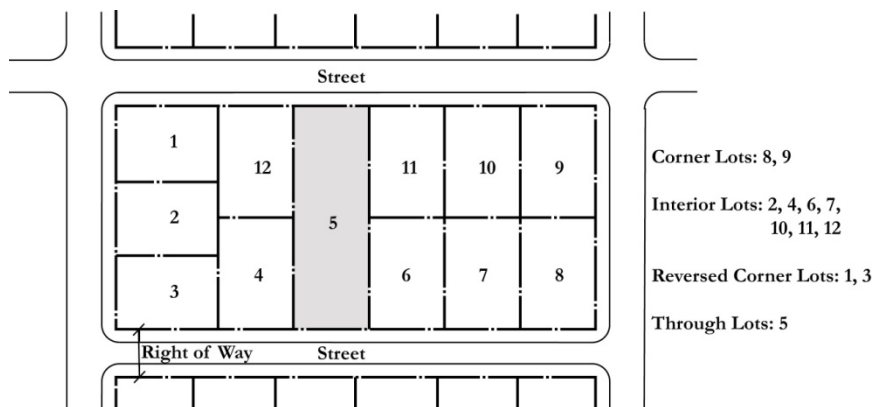 Street
1
12
11
10
9
Corner Lots: 8, 9
2
5
Interior Lots: 2, 4, 6, 7,
10, 11, 12
3
4
6
7
8
Reversed Corner Lots: 1, 3
Through Lots: 5
Right of Way
Street